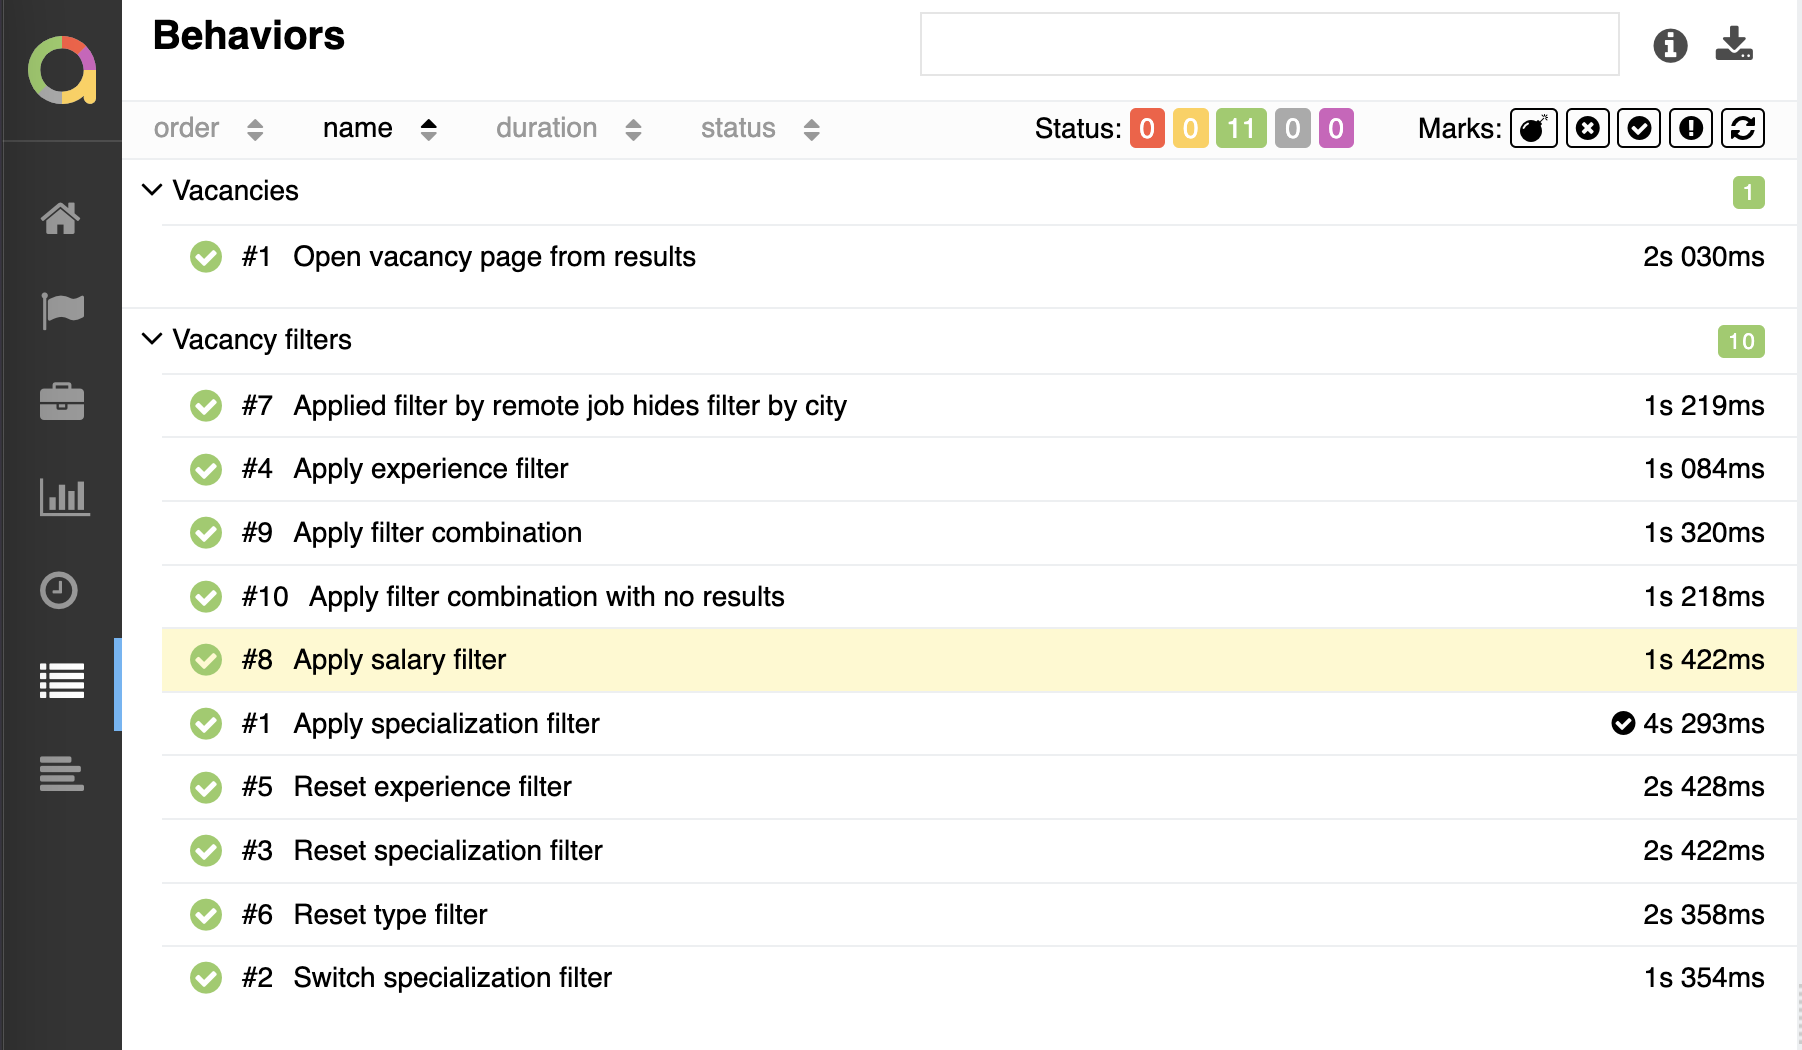 Behaviors
order name duration status Status: 0 0 11 0 0 Marks:
Vacancies 1
#1 Open vacancy page from results 2s 030ms
Vacancy filters 10
#7 Applied filter by remote job hides filter by city 1s 219ms
#4 Apply experience filter 1s 084ms
#9 Apply filter combination 1s 320ms
#10 Apply filter combination with no results 1s 218ms
#8 Apply salary filter 1s 422ms
#1 Apply specialization filter 4s 293ms
#5 Reset experience filter 2s 428ms
#3 Reset specialization filter 2s 422ms
#6 Reset type filter 2s 358ms
#2 Switch specialization filter 1s 354ms